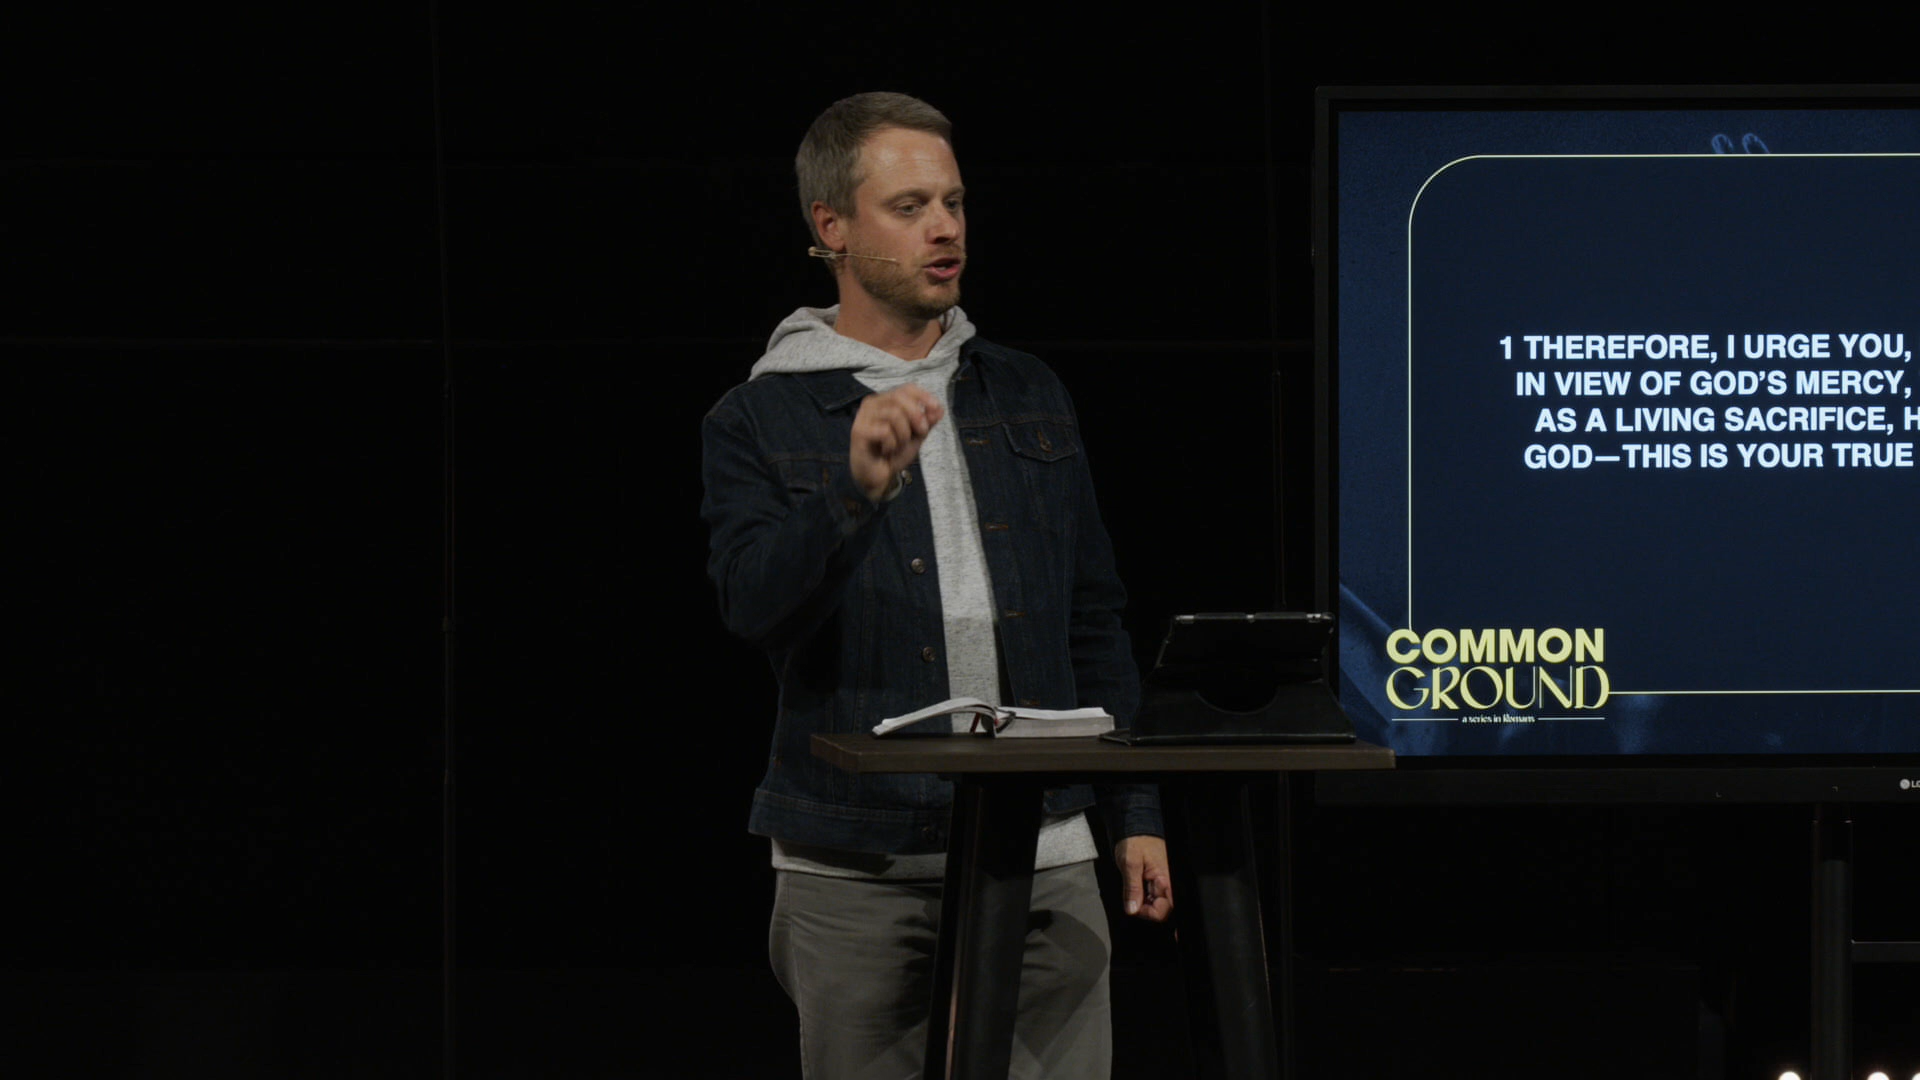 1 THEREFORE, I URGE YOU,
IN VIEW OF GOD'S MERCY,
AS A LIVING SACRIFICE, H
GOD—THIS IS YOUR TRUE
COMMON
GROUND
a series in Romans
LG